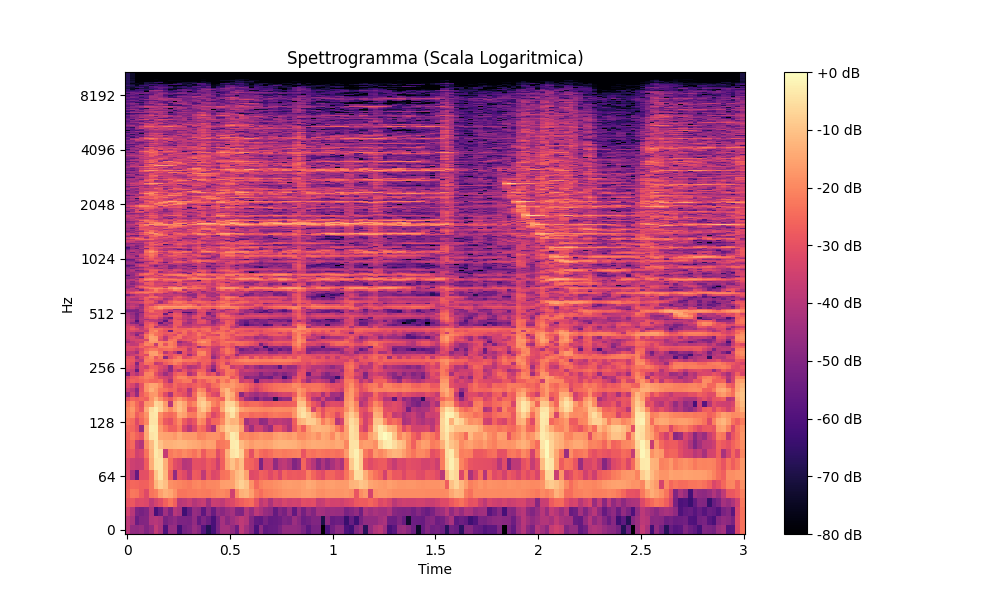 Spettrogramma (Scala Logaritmica)
Hz
8192
4096
2048
1024
512
256
128
64
0
0
0.5
1
1.5
2
2.5
3
Time
+0 dB
-10 dB
-20 dB
-30 dB
-40 dB
-50 dB
-60 dB
-70 dB
-80 dB